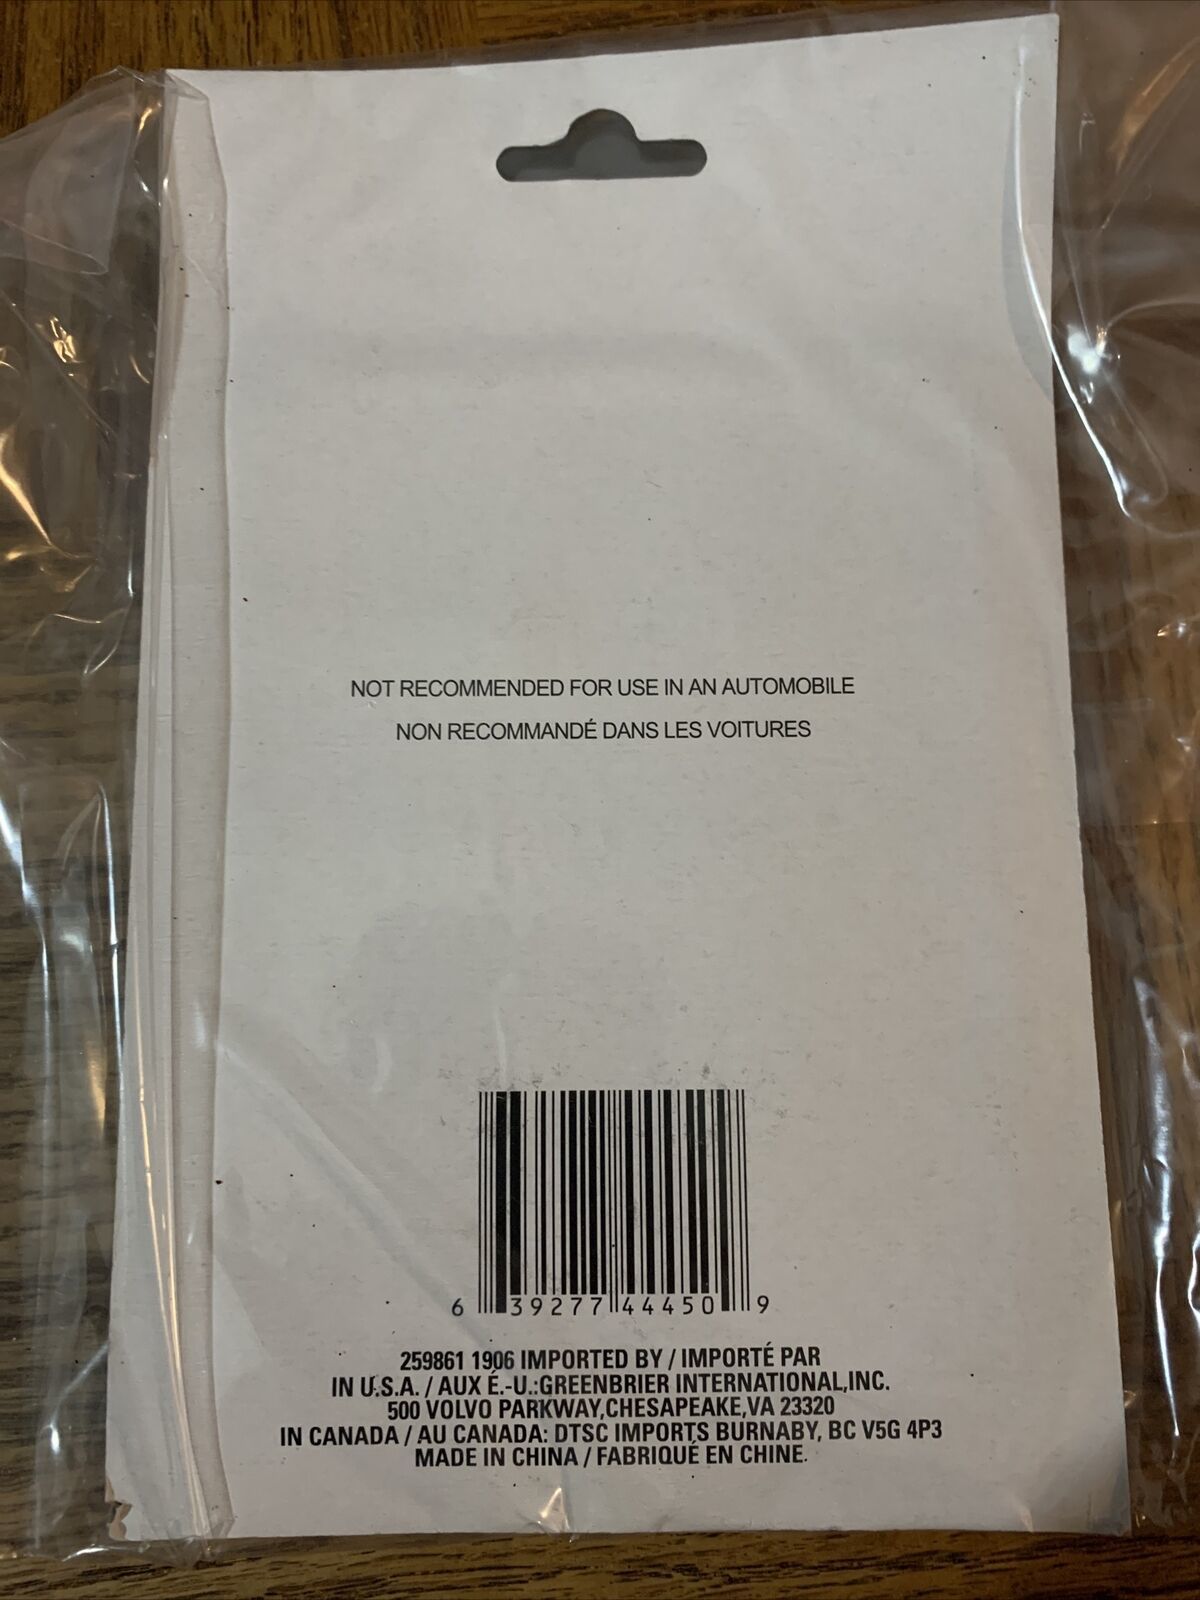 NOT RECOMMENDED FOR USE IN AN AUTOMOBILE
NON RECOMMANDÉ DANS LES VOITURES
6 39277 44450 9
259861 1906 IMPORTED BY / IMPORTÉ PAR
IN U.S.A. / AUX É.-U.:GREENBRIER INTERNATIONAL,INC.
500 VOLVO PARKWAY,CHESAPEAKE,VA 23320
IN CANADA / AU CANADA: DTSC IMPORTS BURNABY, BC V5G 4P3
MADE IN CHINA / FABRIQUÉ EN CHINE.